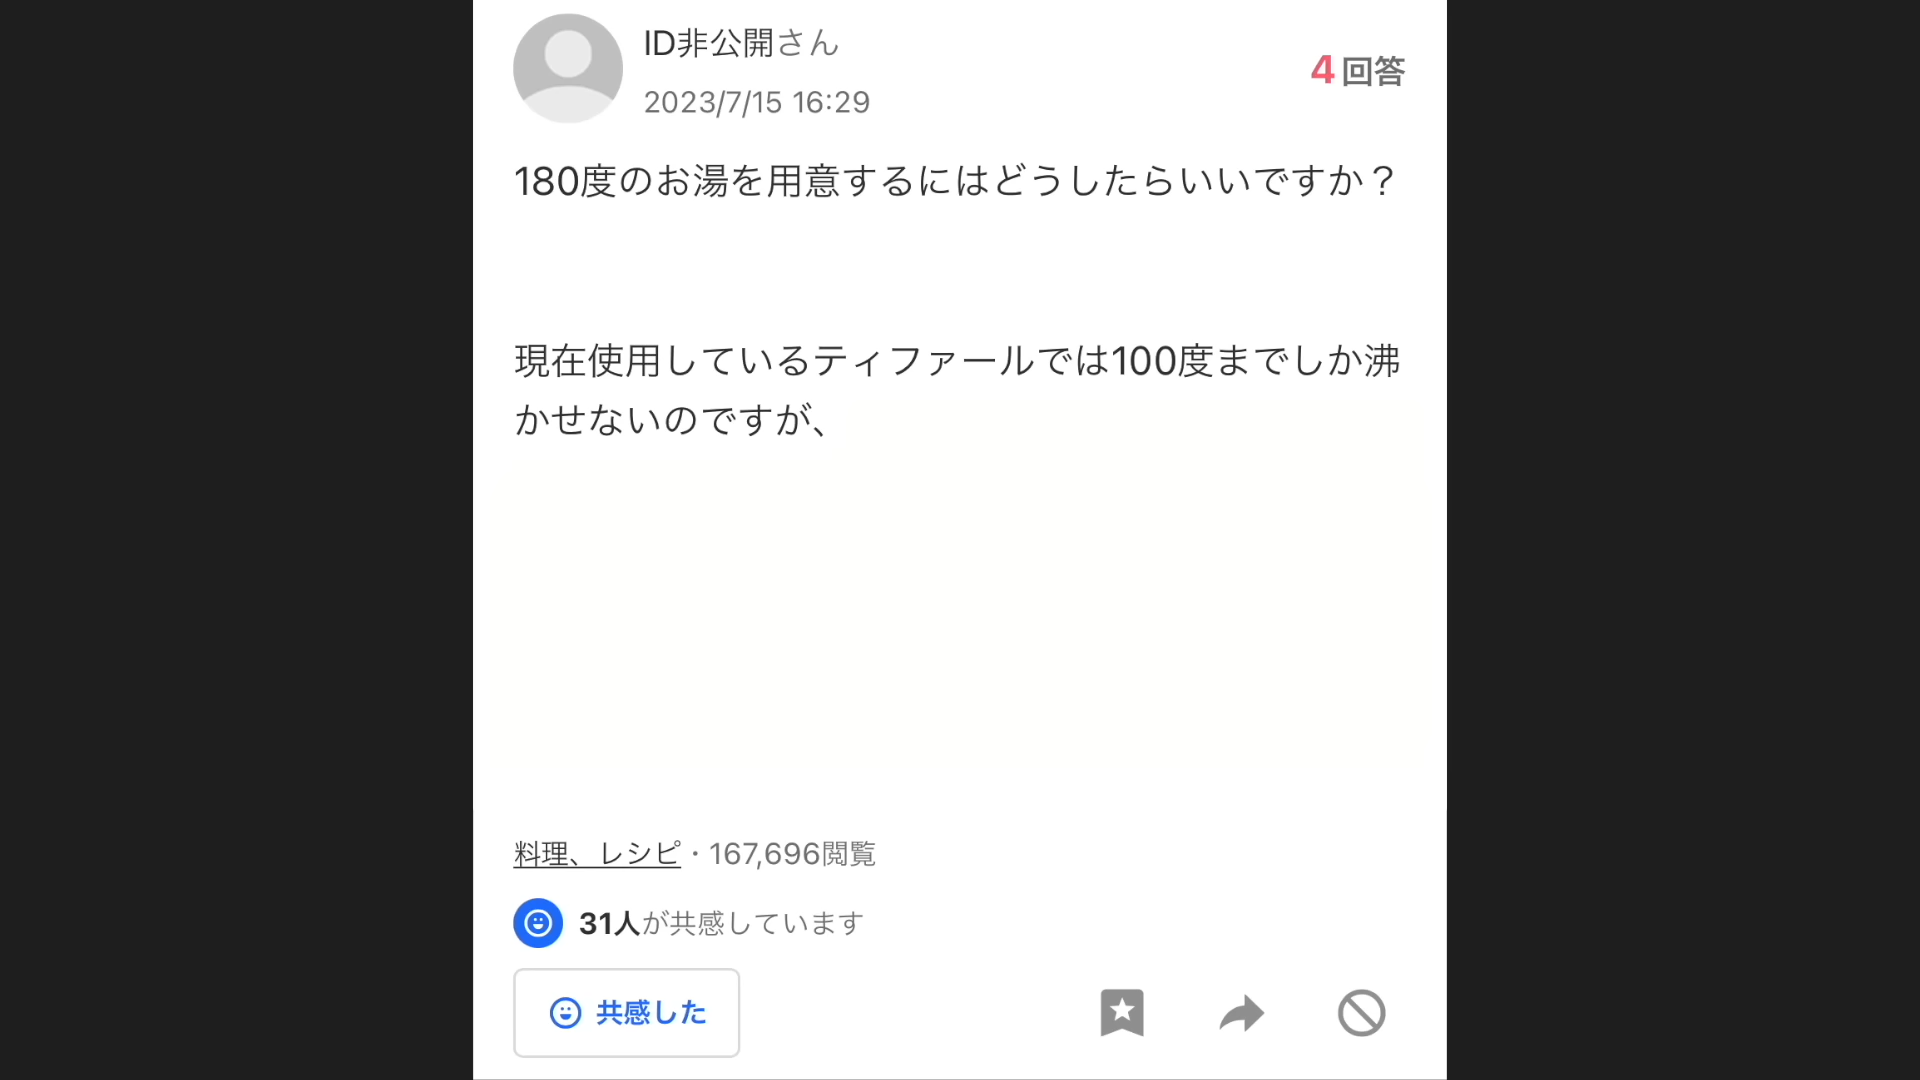 ID非公開さん
4回答
2023/7/15 16:29
180度のお湯を用意するにはどうしたらいいですか？
現在使用しているティファールでは100度までしか沸
かせないのですが、
料理、レシピ・167,696閲覧
31人が共感しています
共感した